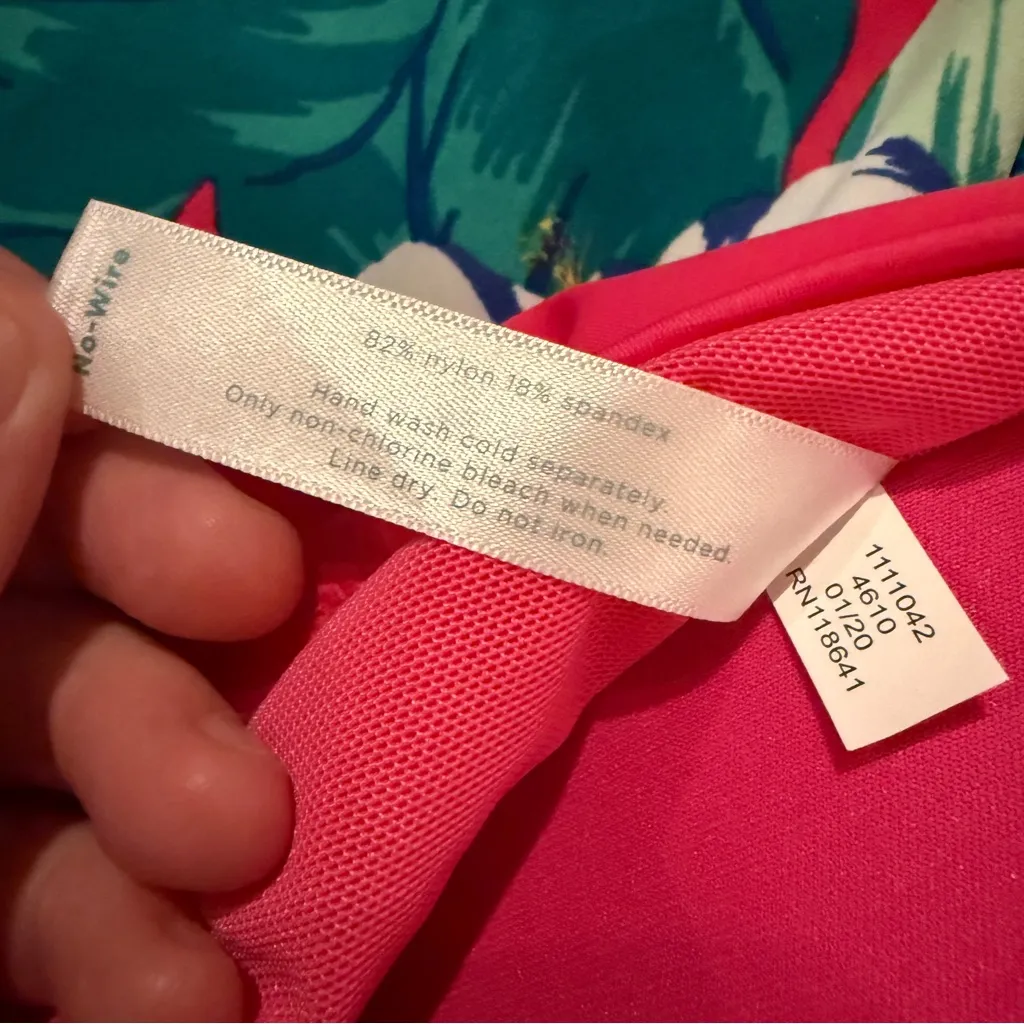 No-Wire
82% nylon 18% spandex
Hand wash cold separately.
Only non-chlorine bleach when needed.
Line dry. Do not iron.
1111042
4610
01/20
RN118641